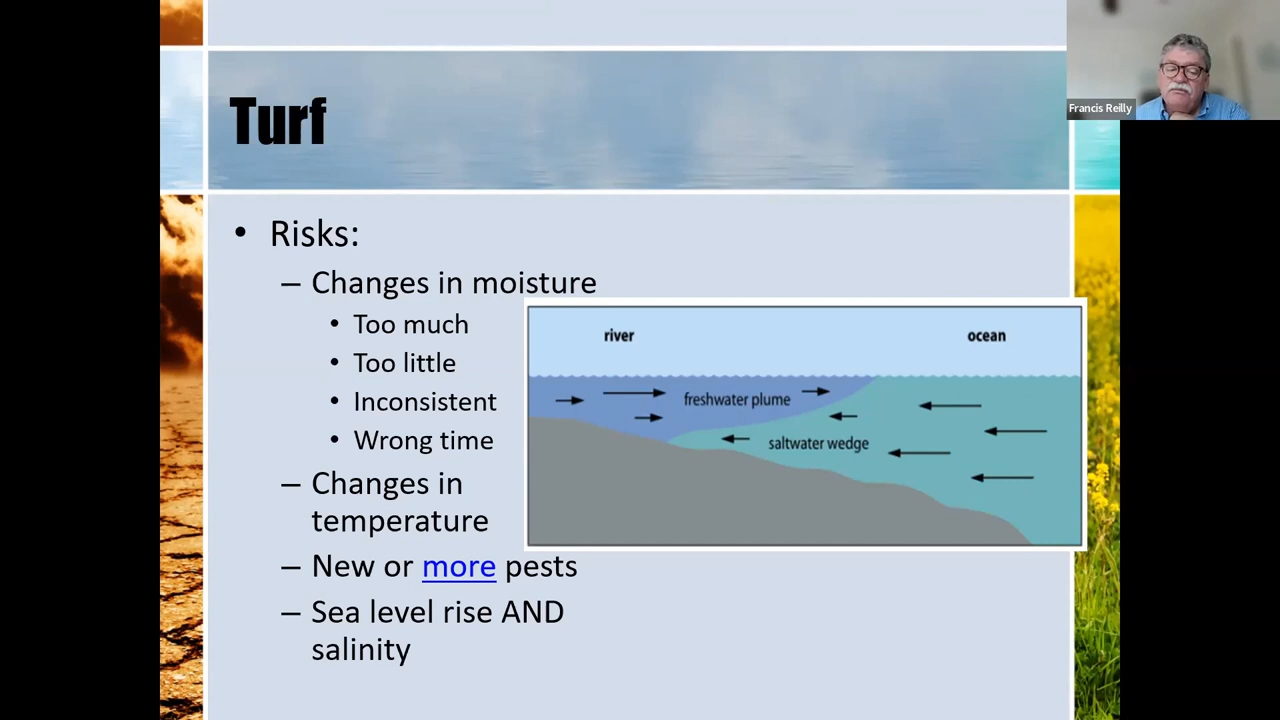 Turf
Francis Reilly
• Risks:
– Changes in moisture
• Too much
• Too little
• Inconsistent
• Wrong time
– Changes in
temperature
– New or more pests
– Sea level rise AND
salinity
river
ocean
freshwater plume
saltwater wedge